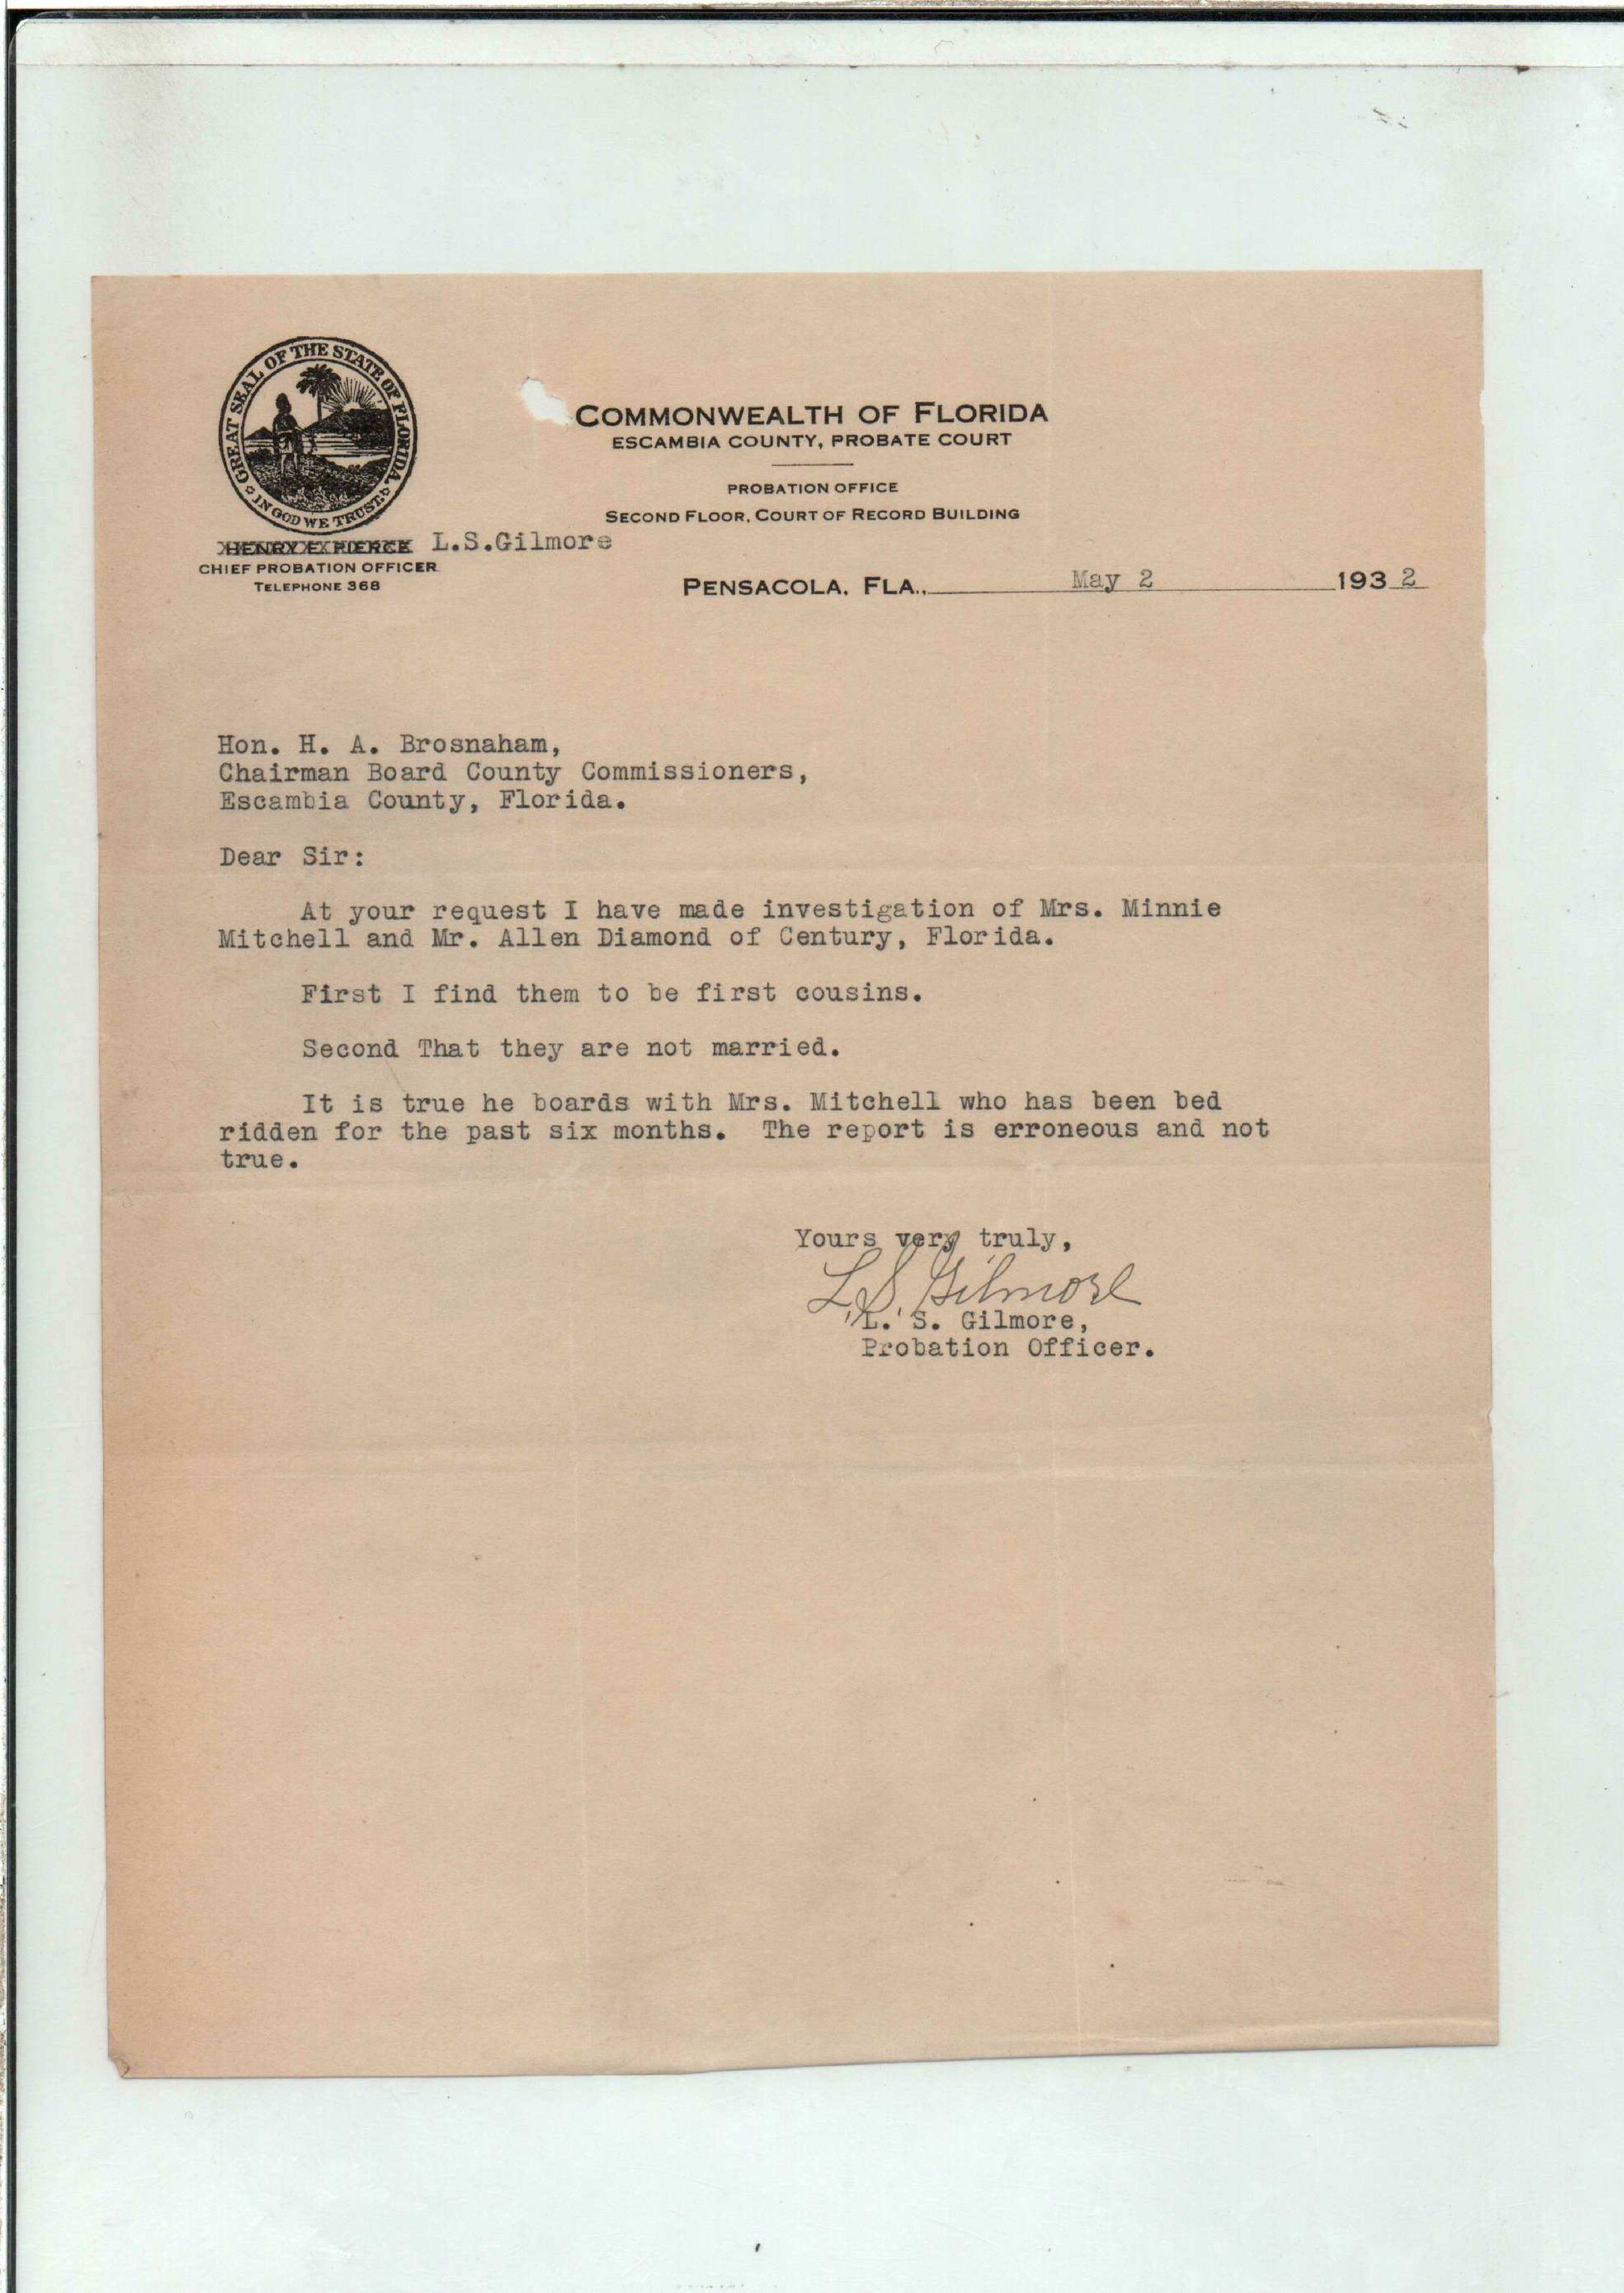 GREAT SEAL OF THE STATE OF FLORIDA
IN GOD WE TRUST
COMMONWEALTH OF FLORIDA
ESCAMBIA COUNTY, PROBATE COURT
PROBATION OFFICE
SECOND FLOOR, COURT OF RECORD BUILDING
HENRY E. PIERCE L.S.Gilmore
CHIEF PROBATION OFFICER
TELEPHONE 368
PENSACOLA, FLA., May 2 1932
Hon. H. A. Brosnaham,
Chairman Board County Commissioners,
Escambia County, Florida.
Dear Sir:
At your request I have made investigation of Mrs. Minnie
Mitchell and Mr. Allen Diamond of Century, Florida.
First I find them to be first cousins.
Second That they are not married.
It is true he boards with Mrs. Mitchell who has been bed
ridden for the past six months. The report is erroneous and not
true.
Yours very truly,
L. S. Gilmore
L. S. Gilmore,
Probation Officer.